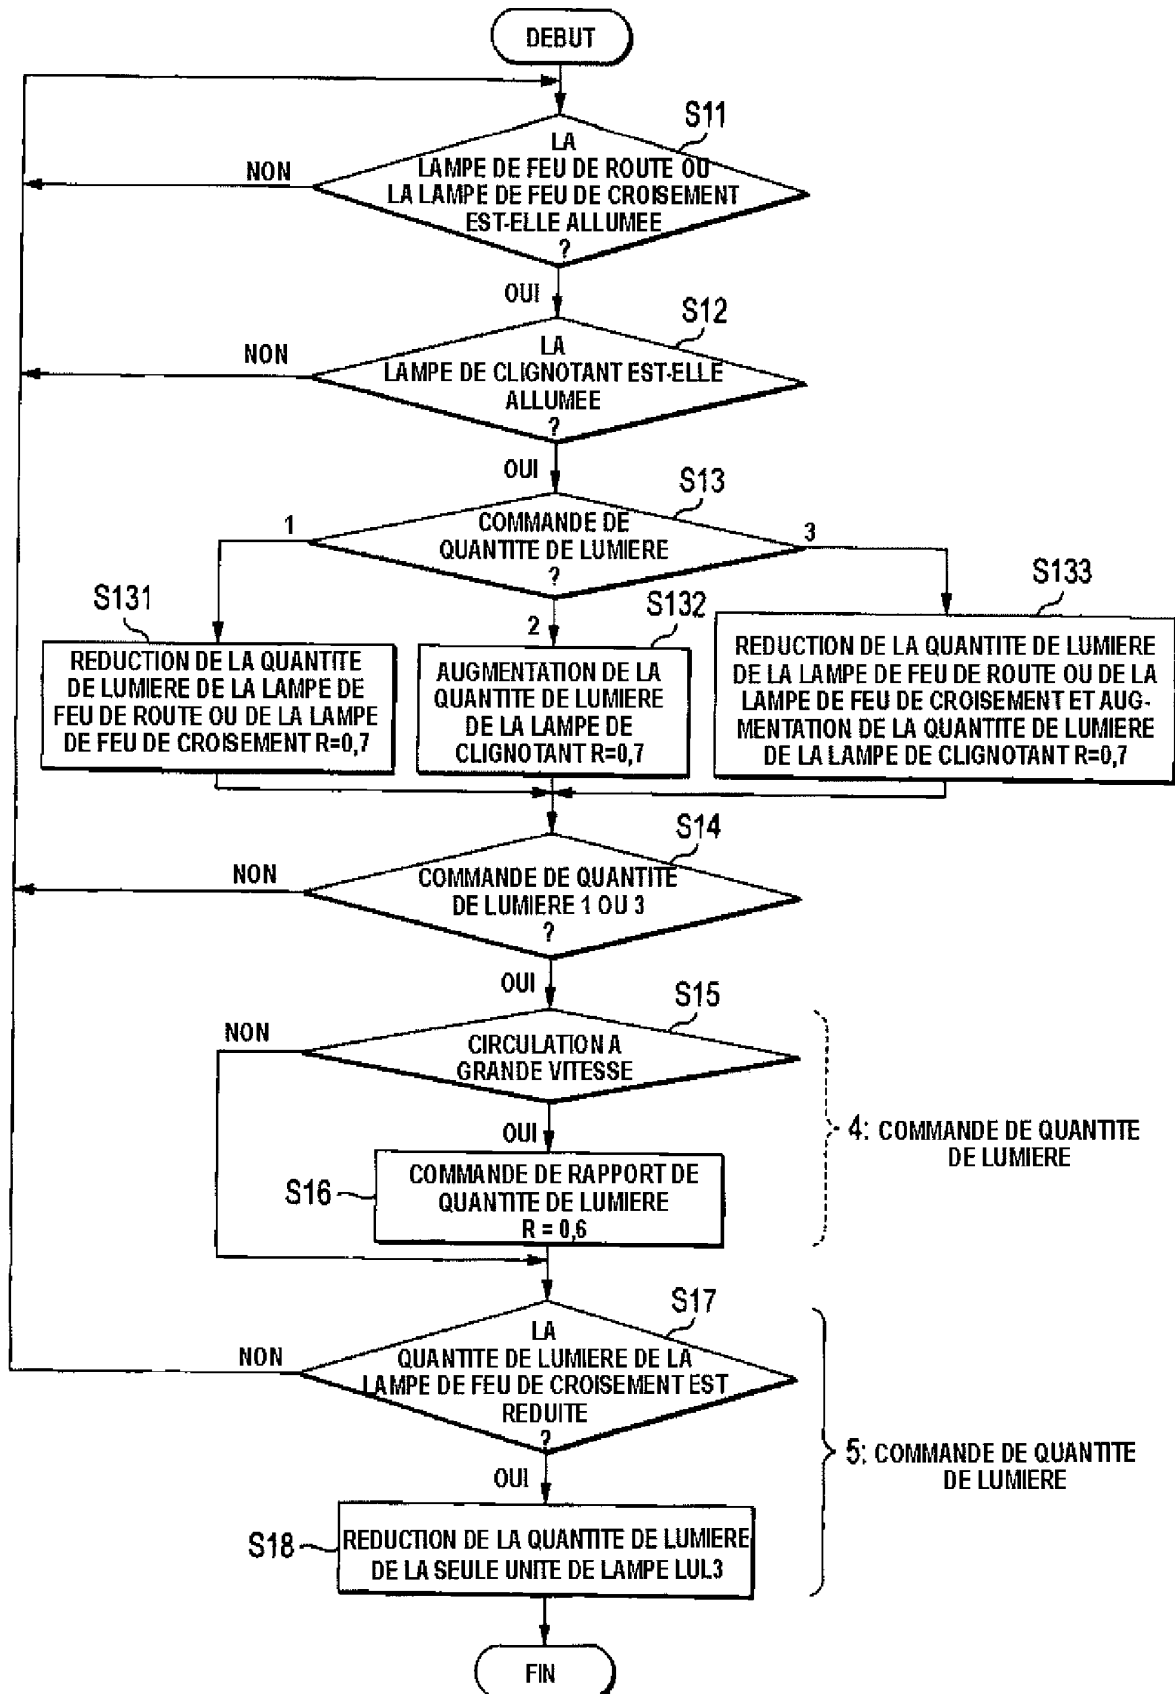 DEBUT
S11
LA
LAMPE DE FEU DE ROUTE OU
LA LAMPE DE FEU DE CROISEMENT
EST-ELLE ALLUMEE
?
NON
OUI
S12
LA
LAMPE DE CLIGNOTANT EST-ELLE
ALLUMEE
?
NON
OUI
S13
COMMANDE DE
QUANTITE DE LUMIERE
?
1
2
3
S131
REDUCTION DE LA QUANTITE
DE LUMIERE DE LA LAMPE DE
FEU DE ROUTE OU DE LA LAMPE
DE FEU DE CROISEMENT R=0,7
S132
AUGMENTATION DE LA
QUANTITE DE LUMIERE
DE LA LAMPE DE
CLIGNOTANT R=0,7
S133
REDUCTION DE LA QUANTITE DE LUMIERE
DE LA LAMPE DE FEU DE ROUTE OU DE LA
LAMPE DE FEU DE CROISEMENT ET AUG-
MENTATION DE LA QUANTITE DE LUMIERE
DE LA LAMPE DE CLIGNOTANT R=0,7
S14
COMMANDE DE QUANTITE
DE LUMIERE 1 OU 3
?
NON
OUI
S15
CIRCULATION A
GRANDE VITESSE
NON
OUI
S16
COMMANDE DE RAPPORT DE
QUANTITE DE LUMIERE
R = 0,6
4: COMMANDE DE QUANTITE
DE LUMIERE
S17
LA
QUANTITE DE LUMIERE DE LA
LAMPE DE FEU DE CROISEMENT EST
REDUITE
?
NON
OUI
5: COMMANDE DE QUANTITE
DE LUMIERE
S18
REDUCTION DE LA QUANTITE DE LUMIERE
DE LA SEULE UNITE DE LAMPE LUL3
FIN